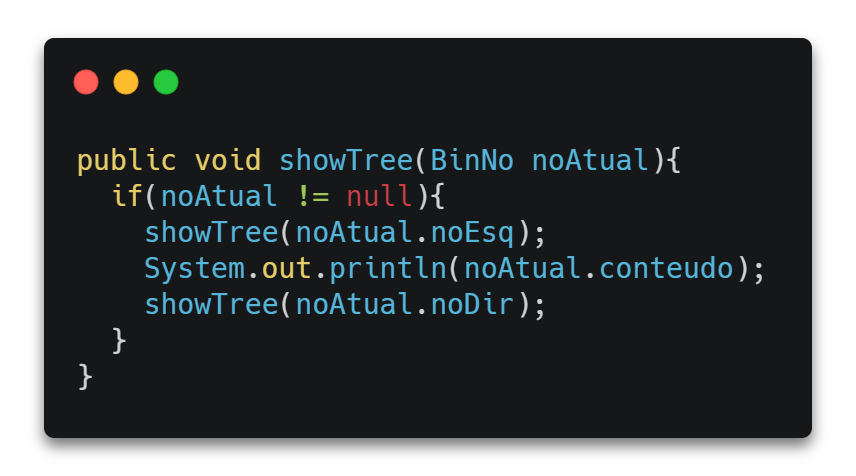 public void showTree(BinNo noAtual){
  if(noAtual != null){
    showTree(noAtual.noEsq);
    System.out.println(noAtual.conteudo);
    showTree(noAtual.noDir);
  }
}